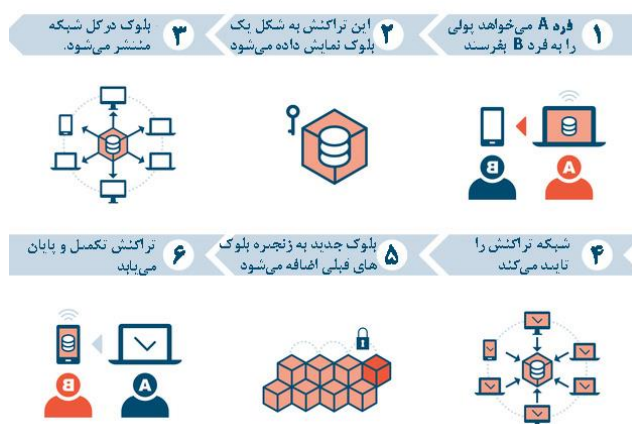 ۱
فرد A می‌خواهد پولی
را به فرد B بفرستد
۲
این تراکنش به شکل یک
بلوک نمایش داده می‌شود
۳
بلوک درکل شبکه
منتشر می‌شود.
B
A
۴
شبکه تراکنش را
تایید می‌کند
۵
بلوک جدید به زنجیره بلوک
های قبلی اضافه می‌شود
۶
تراکنش تکمیل و پایان
می‌یابد
B
A